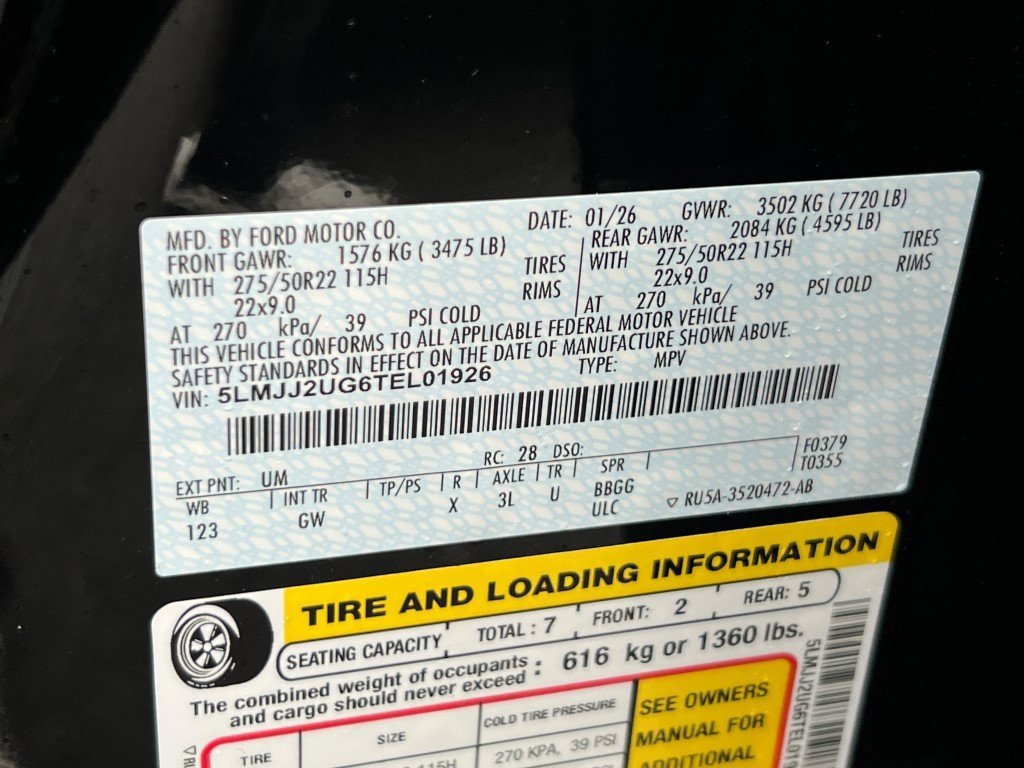 MFD. BY FORD MOTOR CO. DATE: 01/26 GVWR: 3502 KG ( 7720 LB)
FRONT GAWR: 1576 KG ( 3475 LB) REAR GAWR: 2084 KG ( 4595 LB)
WITH 275/50R22 115H TIRES WITH 275/50R22 115H TIRES
22x9.0 RIMS 22x9.0 RIMS
AT 270 kPa/ 39 PSI COLD AT 270 kPa/ 39 PSI COLD
THIS VEHICLE CONFORMS TO ALL APPLICABLE FEDERAL MOTOR VEHICLE
SAFETY STANDARDS IN EFFECT ON THE DATE OF MANUFACTURE SHOWN ABOVE.
VIN: 5LMJJ2UG6TEL01926 TYPE: MPV
EXT PNT: UM RC: 28 DSO: F0379
WB INT TR TP/PS R AXLE TR SPR T0355
123 GW X 3L U BBGG
ULC RU5A-3520472-AB
TIRE AND LOADING INFORMATION
SEATING CAPACITY TOTAL : 7 FRONT: 2 REAR: 5
The combined weight of occupants : 616 kg or 1360 lbs.
and cargo should never exceed
TIRE SIZE COLD TIRE PRESSURE SEE OWNERS
115H 270 KPA, 39 PSI MANUAL FOR
ADDITIONAL